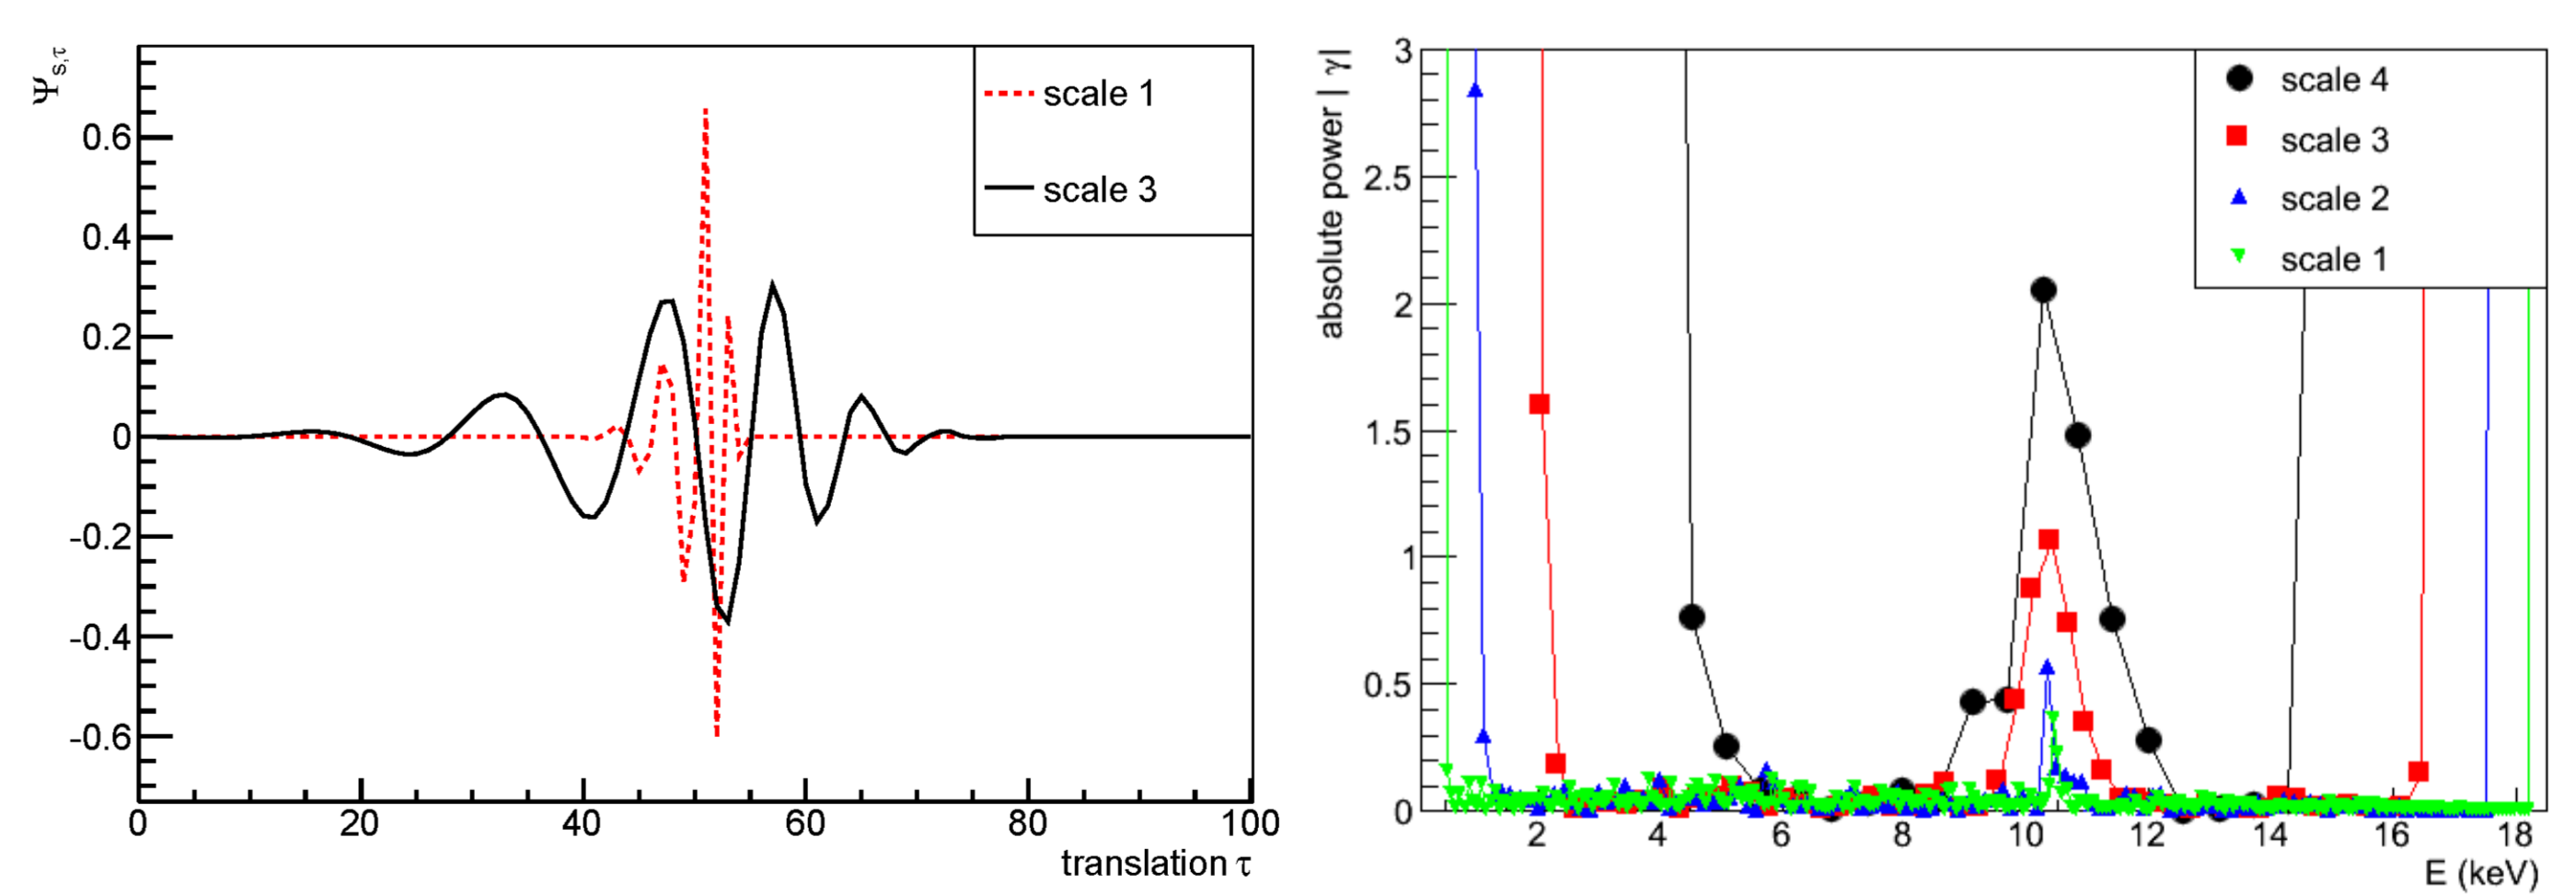 Ψs,τ
scale 1
scale 3
0.6
0.4
0.2
0
-0.2
-0.4
-0.6
0 20 40 60 80 100
translation τ
absolute power | γ|
3
2.5
2
1.5
1
0.5
0
scale 4
scale 3
scale 2
scale 1
2 4 6 8 10 12 14 16 18
E (keV)